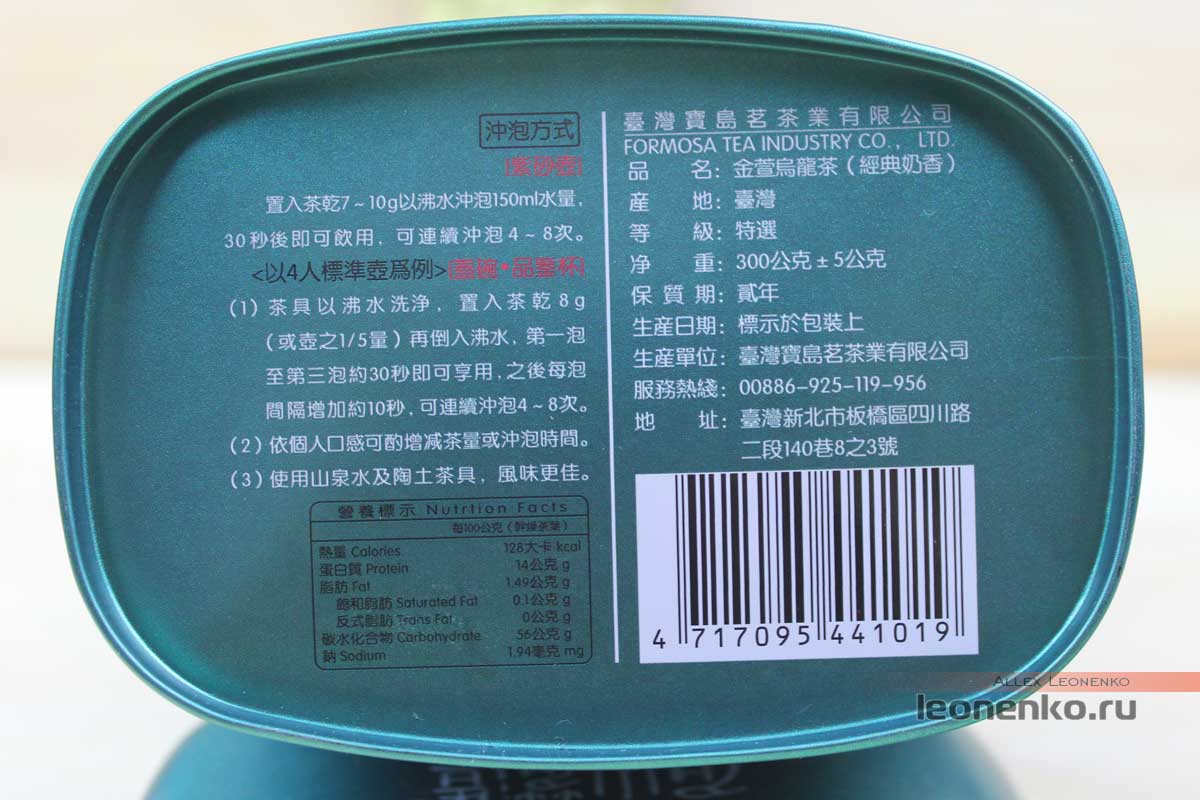 沖泡方式
[紫砂壺]
置入茶乾7~10g以沸水沖泡150ml水量,
30秒後即可飲用, 可連續沖泡4~8次。
<以4人標準壺爲例>[蓋碗+品鑒杯]
(1) 茶具以沸水洗净, 置入茶乾8g
(或壺之1/5量) 再倒入沸水, 第一泡
至第三泡約30秒即可享用, 之後每泡
間隔增加約10秒, 可連續沖泡4~8次。
(2) 依個人口感可酌增减茶量或沖泡時間。
(3) 使用山泉水及陶土茶具, 風味更佳。
營養標示 Nutrtion Facts
每100公克 (幹燥茶葉)
熱量 Calories 128大卡 kcal
蛋白質 Protein 14公克 g
脂肪 Fat 1.49公克 g
飽和脂肪 Saturated Fat 0.1公克 g
反式脂肪 Trans Fat 0公克 g
碳水化合物 Carbohydrate 56公克 g
鈉 Sodium 1.94毫克 mg
臺灣寶島茗茶業有限公司
FORMOSA TEA INDUSTRY CO., LTD.
品 名: 金萱烏龍茶 (經典奶香)
産 地: 臺灣
等 級: 特選
净 重: 300公克±5公克
保質期: 貳年
生産日期: 標示於包裝上
生産單位: 臺灣寶島茗茶業有限公司
服務熱綫: 00886-925-119-956
地 址: 臺灣新北市板橋區四川路
二段140巷8之3號
4 717095 441019
ALLEX LEONENKO
leonenko.ru